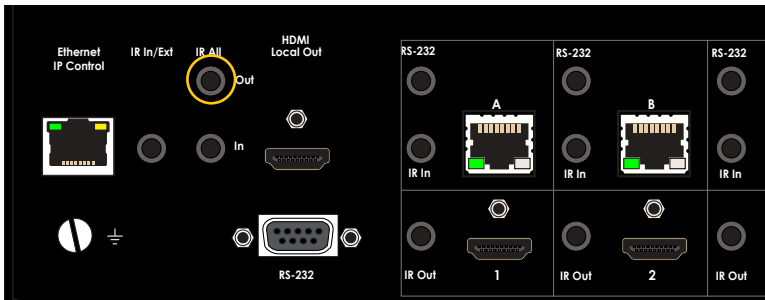 Ethernet
IP Control
IR In/Ext
IR All
HDMI
Local Out
Out
In
RS-232
RS-232
IR In
IR Out
A
1
RS-232
IR In
IR Out
B
2
RS-232
IR In
IR Out